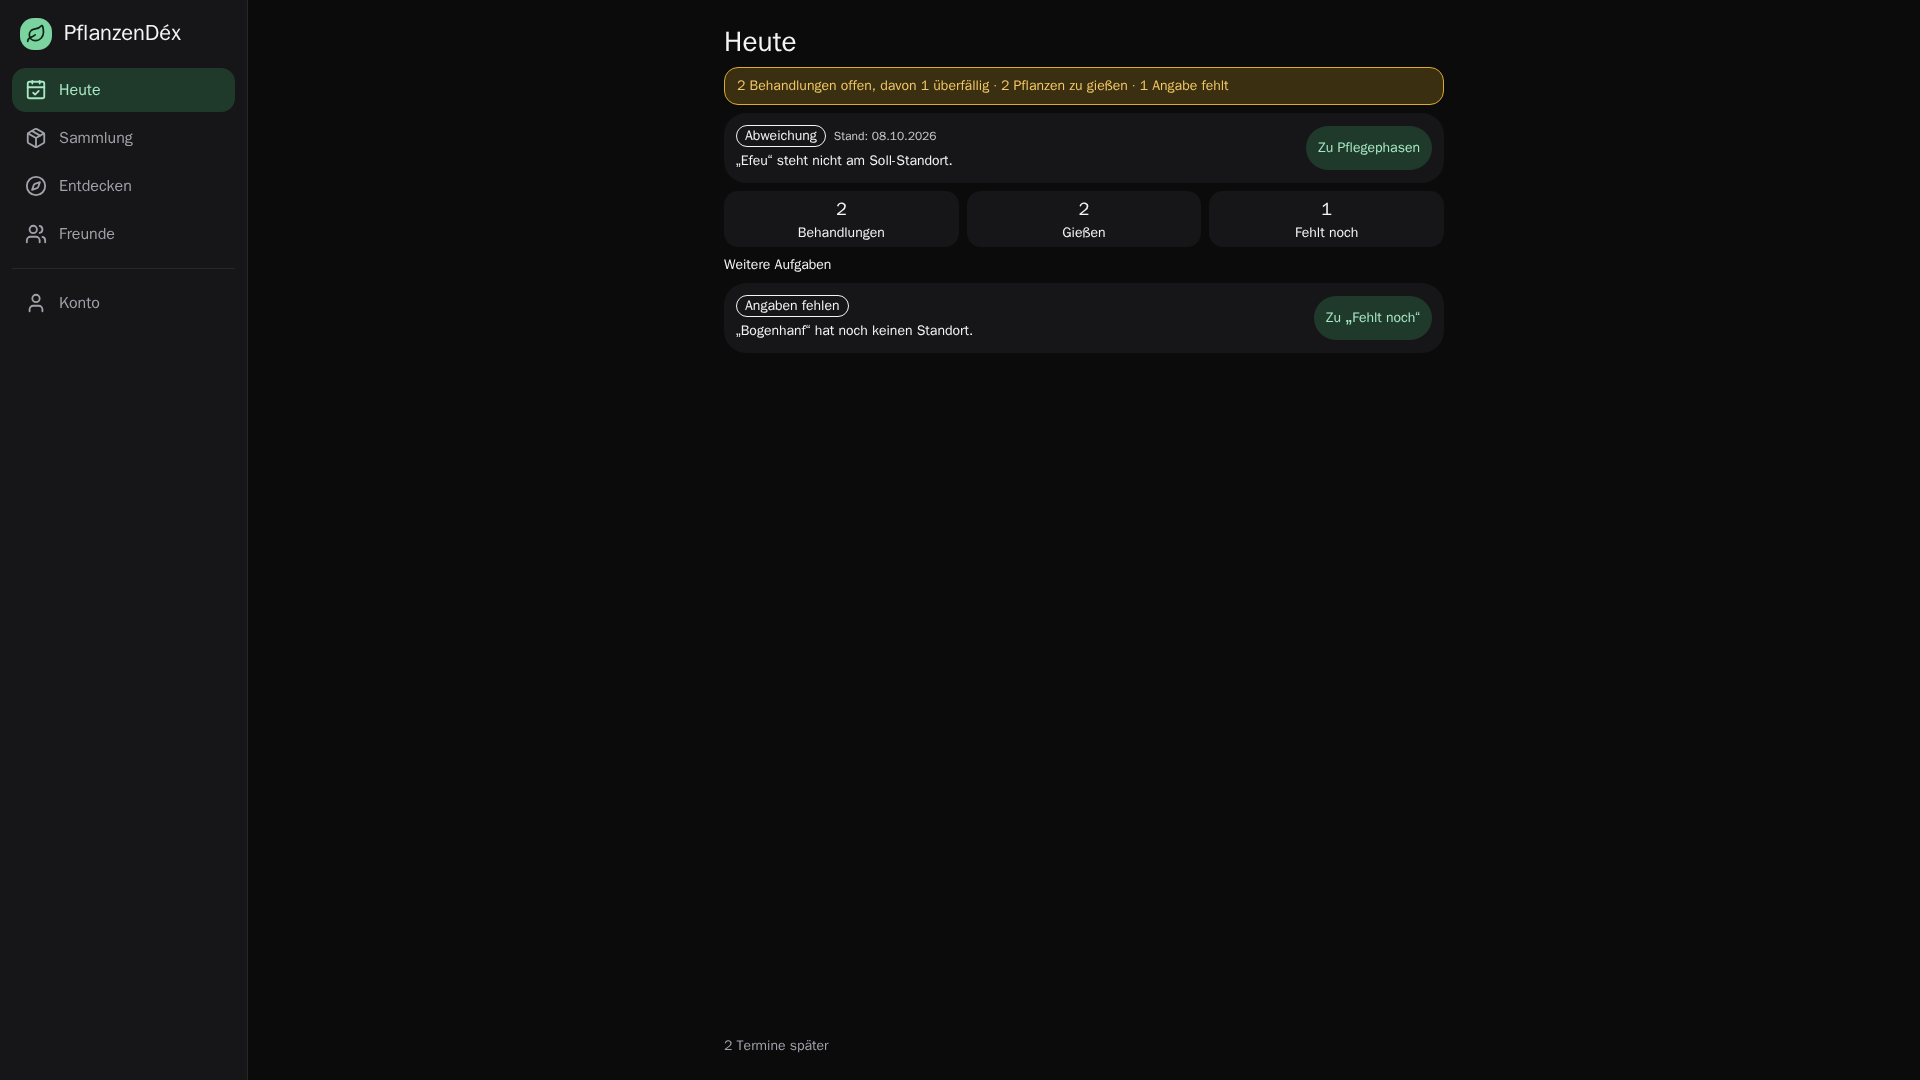 PflanzenDéx
Heute
Sammlung
Entdecken
Freunde
Konto
Heute
2 Behandlungen offen, davon 1 überfällig · 2 Pflanzen zu gießen · 1 Angabe fehlt
Abweichung Stand: 08.10.2026
„Efeu“ steht nicht am Soll-Standort.
Zu Pflegephasen
2
Behandlungen
2
Gießen
1
Fehlt noch
Weitere Aufgaben
Angaben fehlen
„Bogenhanf“ hat noch keinen Standort.
Zu „Fehlt noch“
2 Termine später